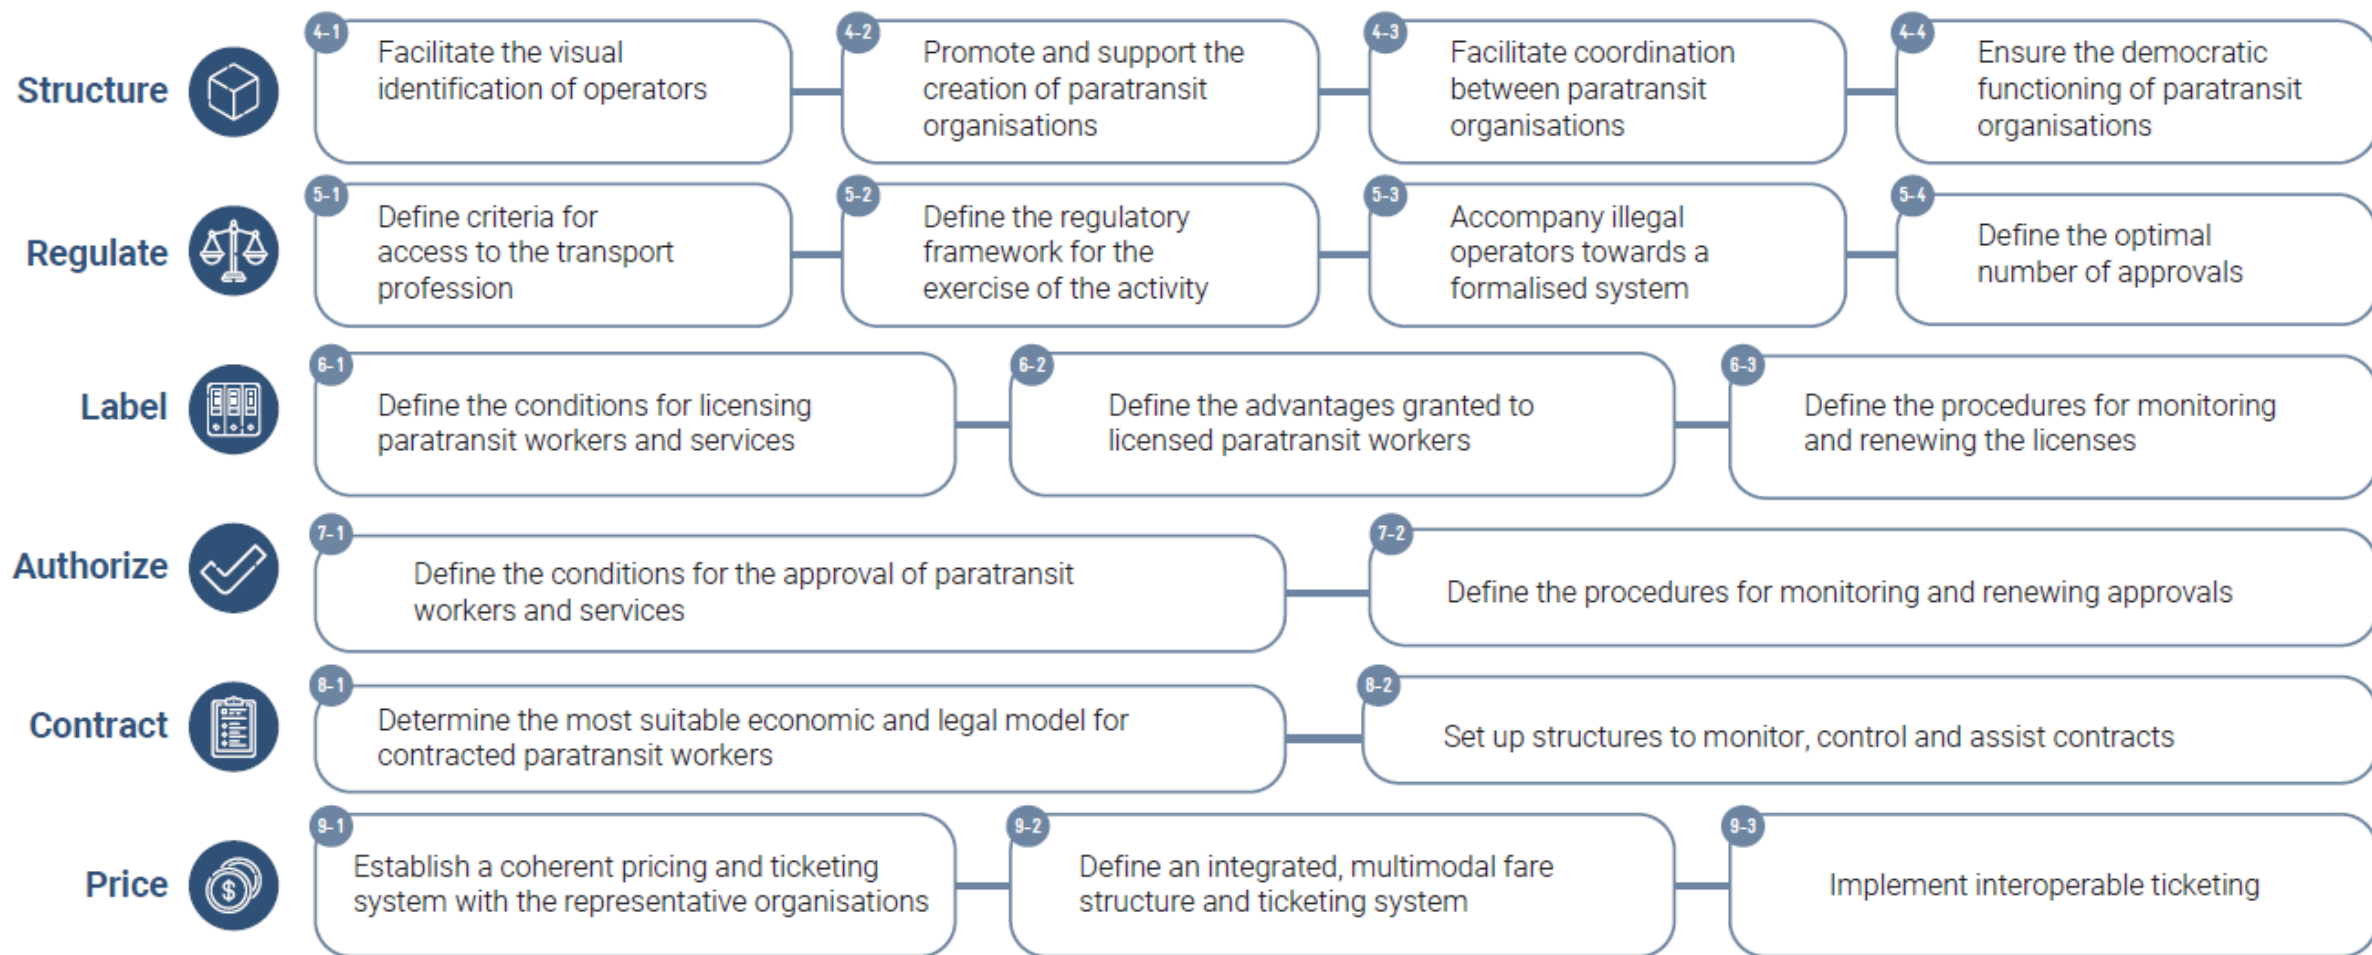 4-1
4-2
4-3
4-4
Structure
Facilitate the visual
identification of operators
Promote and support the
creation of paratransit
organisations
Facilitate coordination
between paratransit
organisations
Ensure the democratic
functioning of paratransit
organisations
5-1
5-2
5-3
5-4
Regulate
Define criteria for
access to the transport
profession
Define the regulatory
framework for the
exercise of the activity
Accompany illegal
operators towards a
formalised system
Define the optimal
number of approvals
6-1
6-2
6-3
Label
Define the conditions for licensing
paratransit workers and services
Define the advantages granted to
licensed paratransit workers
Define the procedures for monitoring
and renewing the licenses
7-1
7-2
Authorize
Define the conditions for the approval of paratransit
workers and services
Define the procedures for monitoring and renewing approvals
8-1
8-2
Contract
Determine the most suitable economic and legal model for
contracted paratransit workers
Set up structures to monitor, control and assist contracts
9-1
9-2
9-3
Price
$
Establish a coherent pricing and ticketing
system with the representative organisations
Define an integrated, multimodal fare
structure and ticketing system
Implement interoperable ticketing